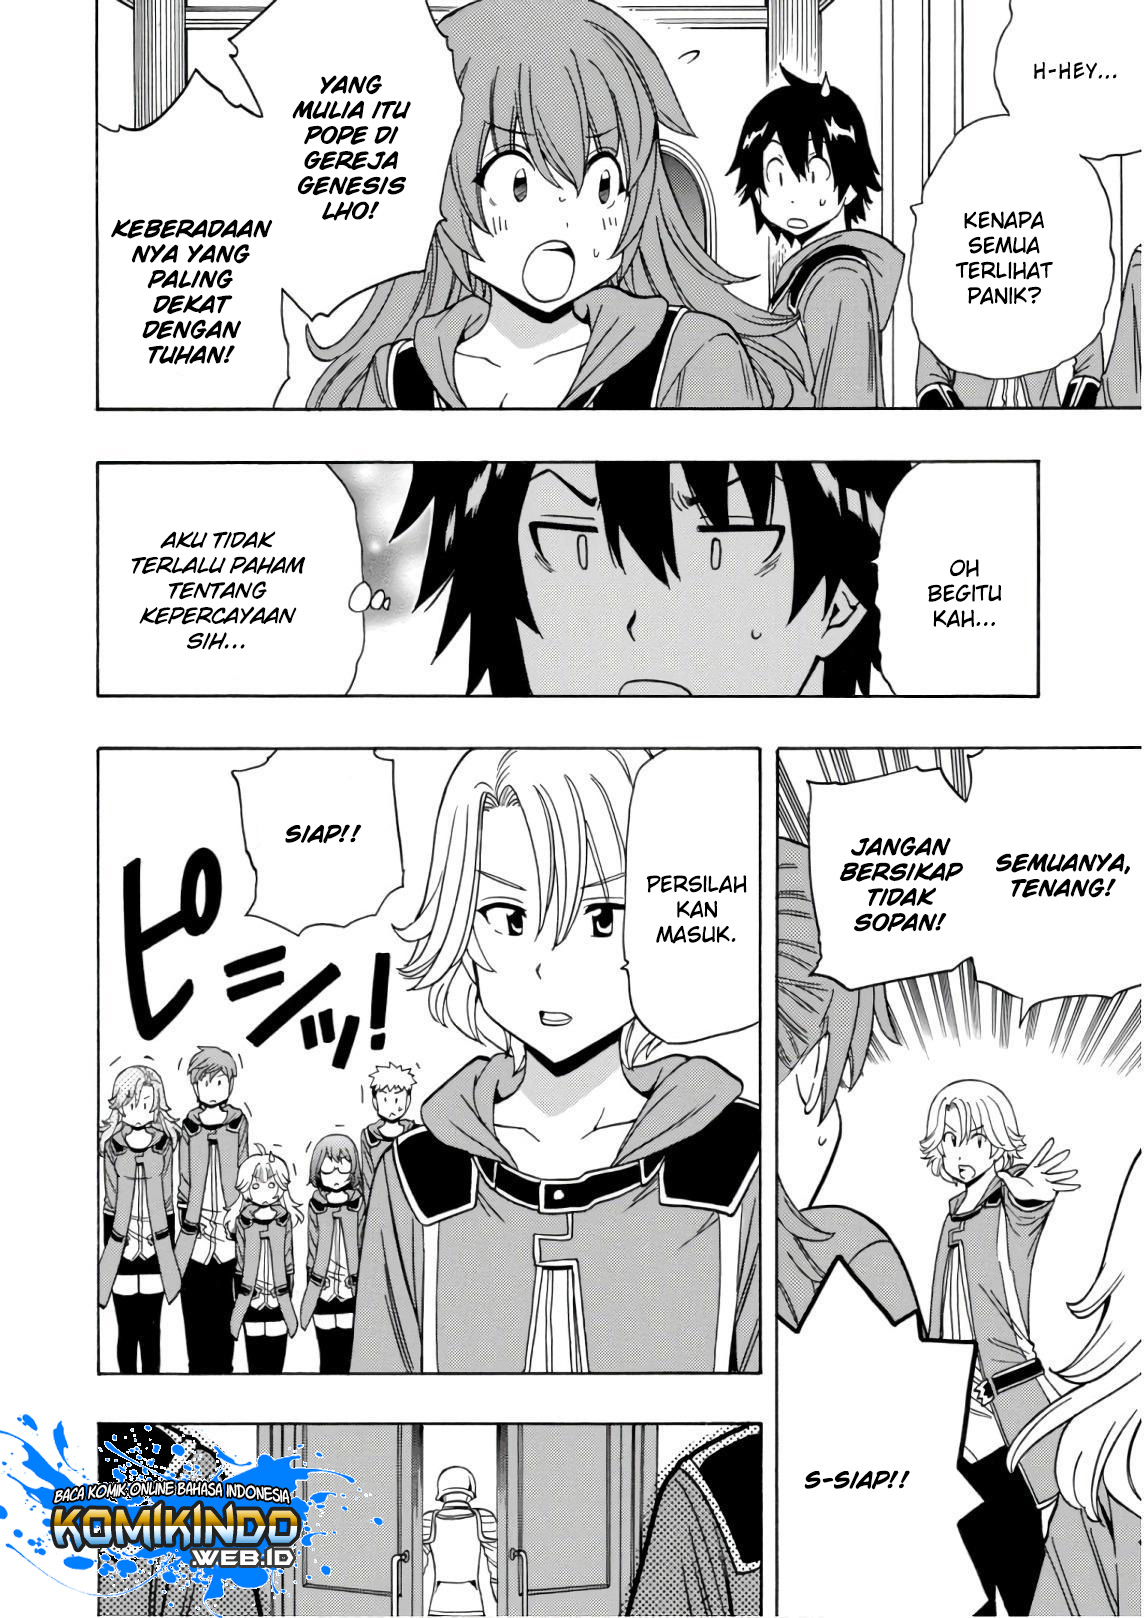 H-HEY...
KENAPA
SEMUA
TERLIHAT
PANIK?
YANG
MULIA ITU
POPE DI
GEREJA
GENESIS
LHO!
KEBERADAAN
NYA YANG
PALING
DEKAT
DENGAN
TUHAN!
OH
BEGITU
KAH...
AKU TIDAK
TERLALU PAHAM
TENTANG
KEPERCAYAAN
SIH...
SEMUANYA,
TENANG!
JANGAN
BERSIKAP
TIDAK
SOPAN!
S-SIAP!!
PERSILAH
KAN
MASUK.
SIAP!!
ピシッ!
BACA KOMIK ONLINE BAHASA INDONESIA
KOMIKINDO
WEB.ID